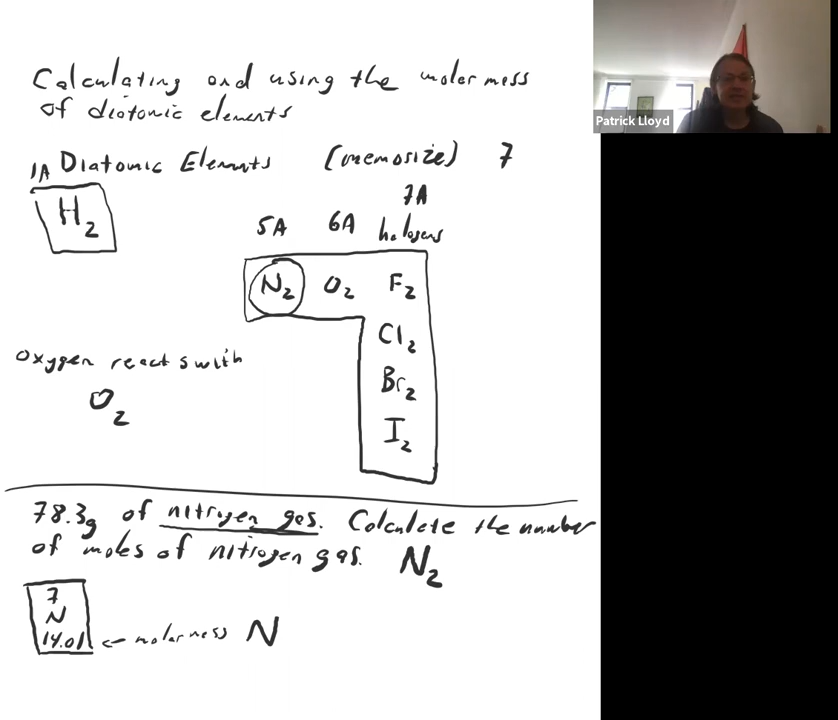 Calculating and using the molar mass
of diatomic elements
Diatomic Elements (memorize) 7
1A
H2
5A 6A 7A
halogens
N2 O2 F2
Cl2
Br2
I2
Oxygen reacts with
O2
78.3g of nitrogen gas. Calculate the number
of moles of nitrogen gas. N2
7
N
14.01 ← molar mass N
Patrick Lloyd